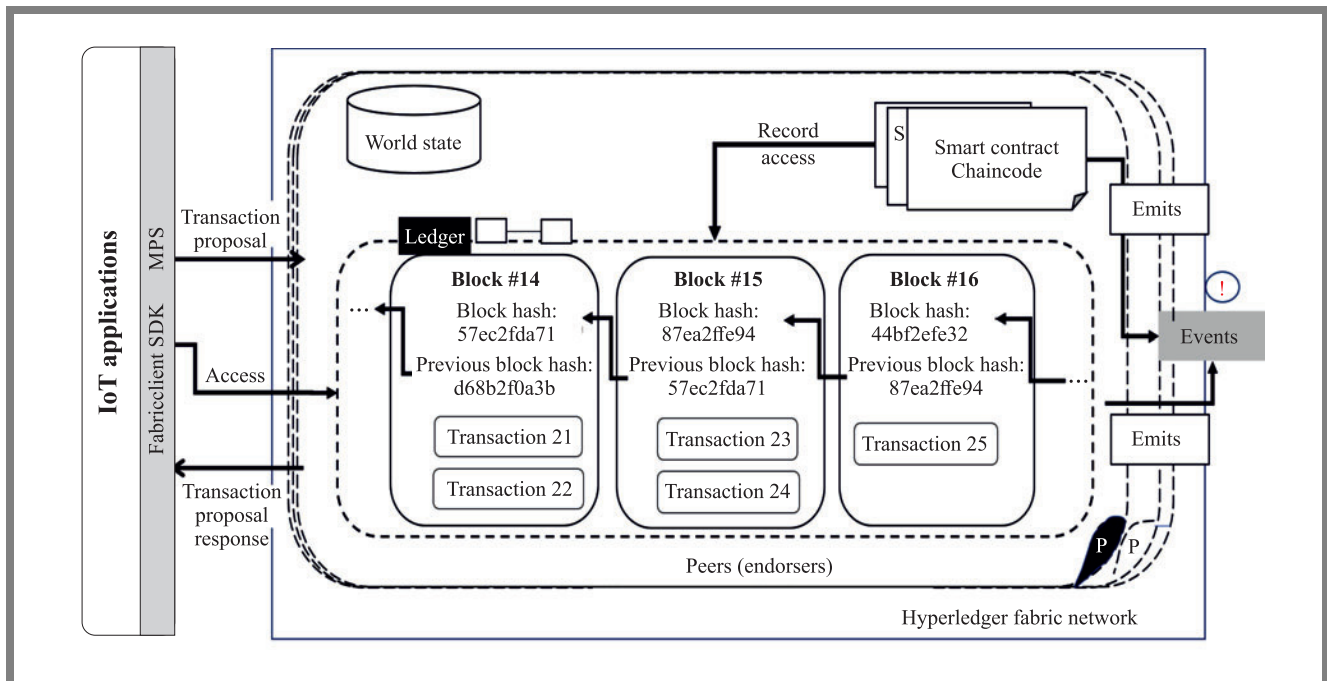 IoT applications
Fabricclient SDK MPS
Transaction
proposal
Access
Transaction
proposal
response
World state
Record
access
S
Smart contract
Chaincode
Emits
Ledger
Block #14
Block hash:
57ec2fda71
Previous block hash:
d68b2f0a3b
Transaction 21
Transaction 22
Block #15
Block hash:
87ea2ffe94
Previous block hash:
57ec2fda71
Transaction 23
Transaction 24
Block #16
Block hash:
44bf2efe32
Previous block hash:
87ea2ffe94
Transaction 25
...
...
!
Events
Emits
P
P
Peers (endorsers)
Hyperledger fabric network